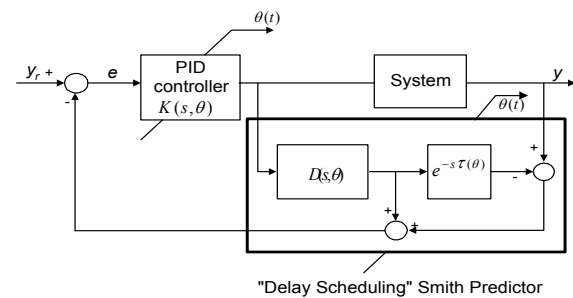 θ(t)
y_r + e
PID
controller
K(s,θ)
System
y
-
θ(t)
D(s,θ)
e^{-s τ(θ)}
+
-
+
+
"Delay Scheduling" Smith Predictor